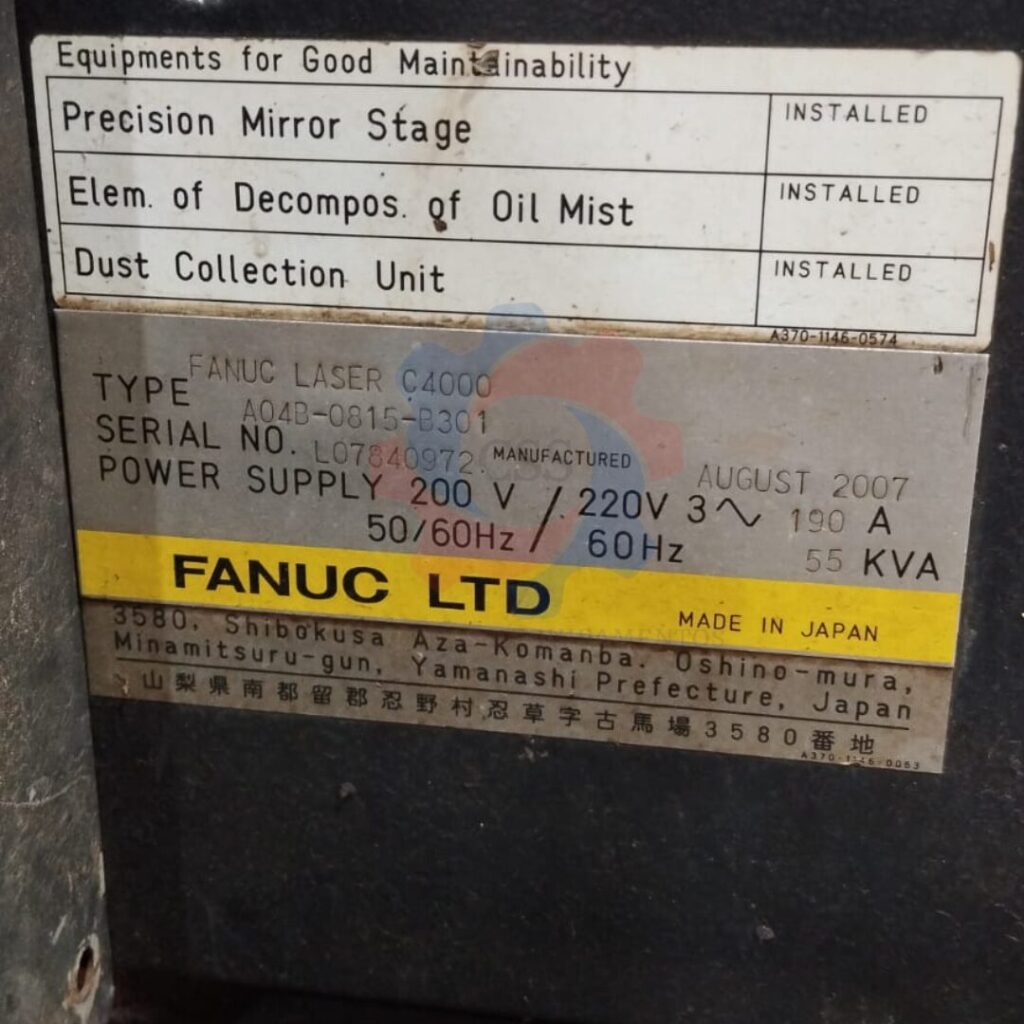 Equipments for Good Maintainability
Precision Mirror Stage INSTALLED
Elem. of Decompos. of Oil Mist INSTALLED
Dust Collection Unit INSTALLED
A370-1146-0574
TYPE FANUC LASER C4000
A04B-0815-B301
SERIAL NO. L07840972. MANUFACTURED AUGUST 2007
POWER SUPPLY 200 V / 220V 3∿ 190 A
50/60Hz / 60Hz 55 KVA
FANUC LTD MADE IN JAPAN
3580, Shibokusa Aza-Komanba. Oshino-mura,
Minamitsuru-gun, Yamanashi Prefecture, Japan
山梨県南都留郡忍野村忍草字古馬場3580番地
A370-1146-0053